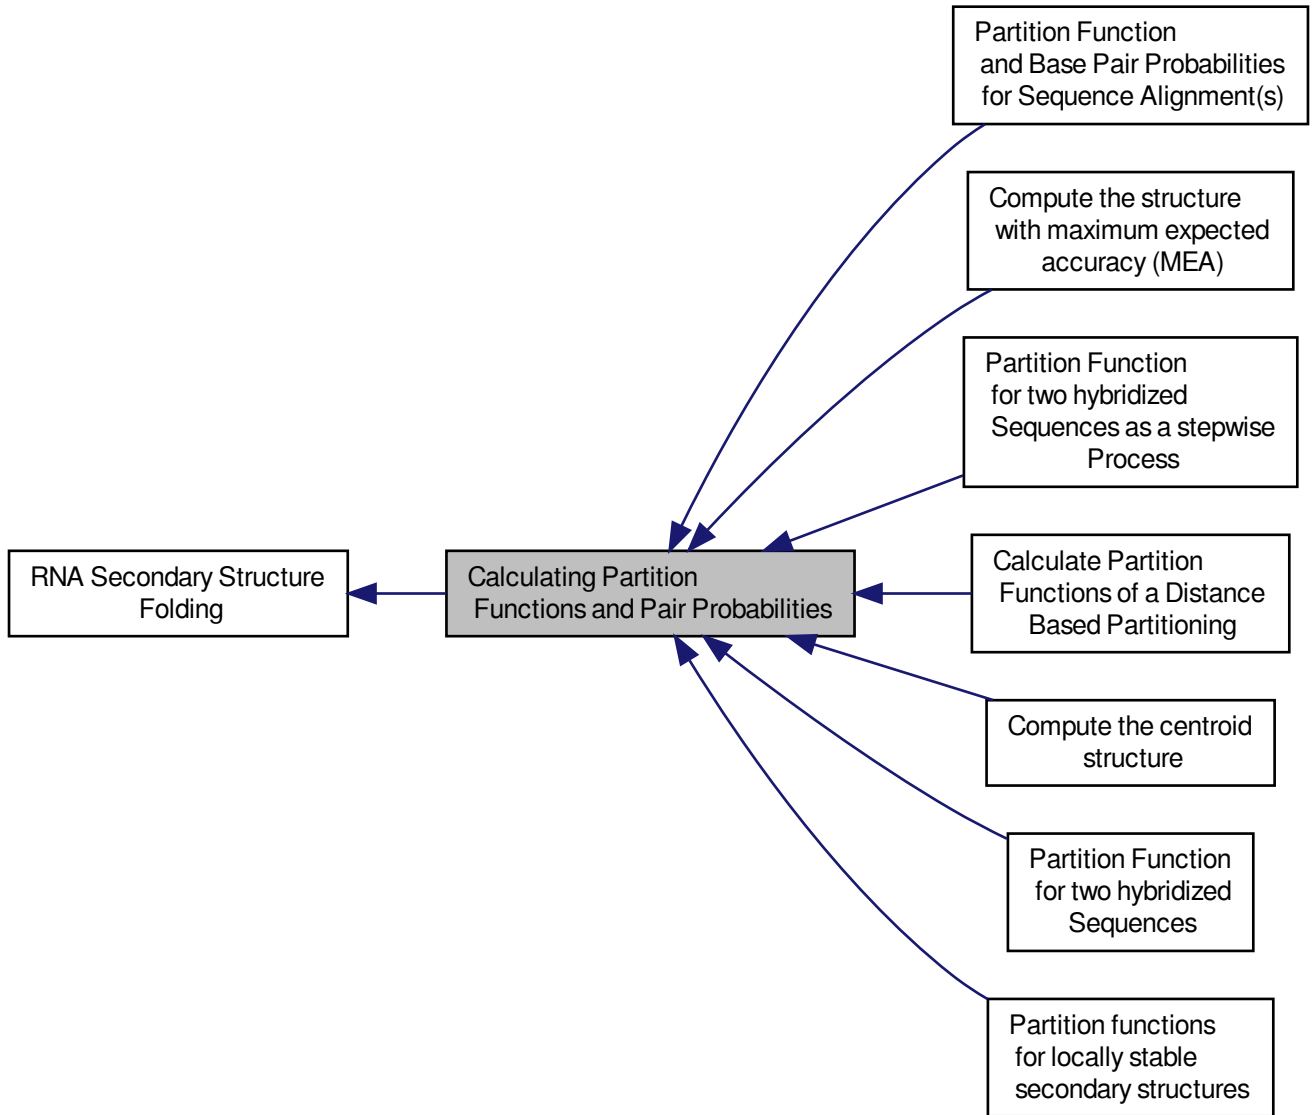 Partition Function
and Base Pair Probabilities
for Sequence Alignment(s)
Compute the structure
with maximum expected
accuracy (MEA)
Partition Function
for two hybridized
Sequences as a stepwise
Process
RNA Secondary Structure
Folding
Calculating Partition
Functions and Pair Probabilities
Calculate Partition
Functions of a Distance
Based Partitioning
Compute the centroid
structure
Partition Function
for two hybridized
Sequences
Partition functions
for locally stable
secondary structures